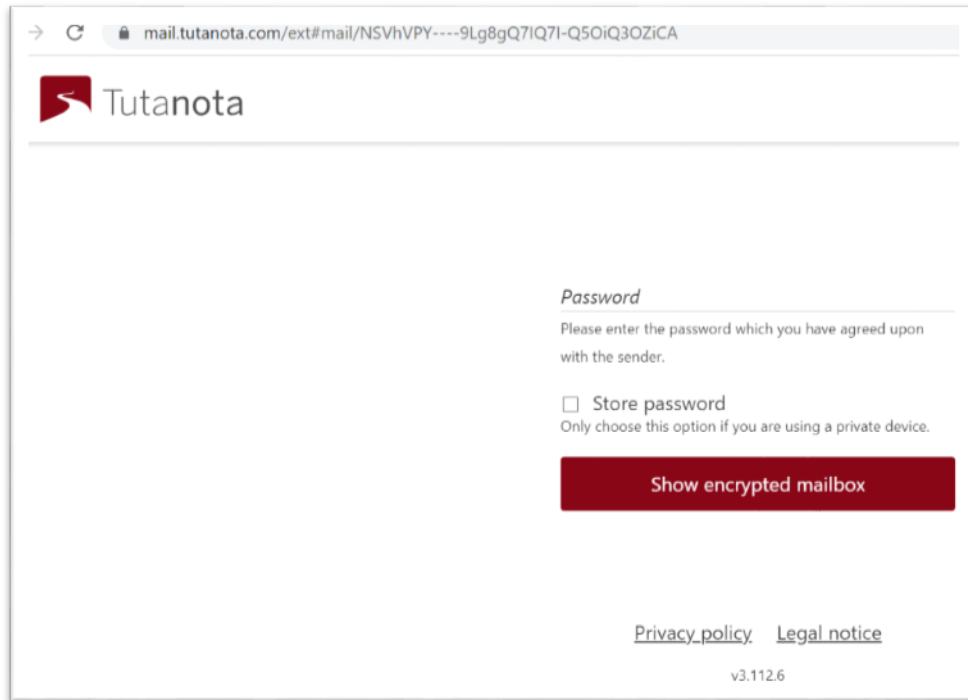 mail.tutanota.com/ext#mail/NSVhVPY----9Lg8gQ7IQ7I-Q5OiQ3OZiCA
Tutanota
Password
Please enter the password which you have agreed upon
with the sender.
Store password
Only choose this option if you are using a private device.
Show encrypted mailbox
Privacy policy Legal notice
v3.112.6